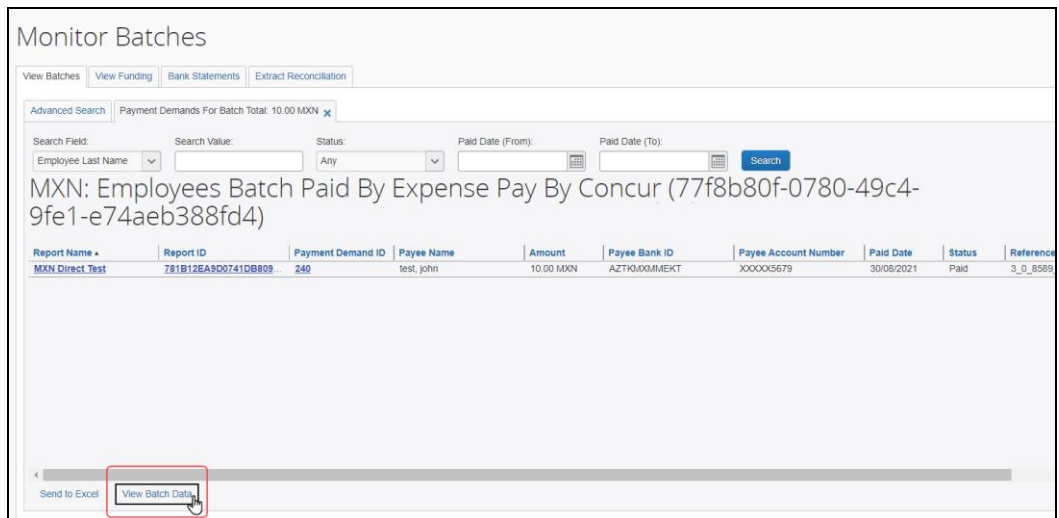 Monitor Batches
View Batches View Funding Bank Statements Extract Reconciliation
Advanced Search Payment Demands For Batch Total: 10.00 MXN x
Search Field: Search Value: Status: Paid Date (From): Paid Date (To):
Employee Last Name Any Search
MXN: Employees Batch Paid By Expense Pay By Concur (77f8b80f-0780-49c4-
9fe1-e74aeb388fd4)
Report Name Report ID Payment Demand ID Payee Name Amount Payee Bank ID Payee Account Number Paid Date Status Reference
MXN Direct Test 781B12EA9D0741DB809... 240 test, john 10.00 MXN AZTKMXMMEKT XXXXX5679 30/08/2021 Paid 3_0_8589_
Send to Excel View Batch Data